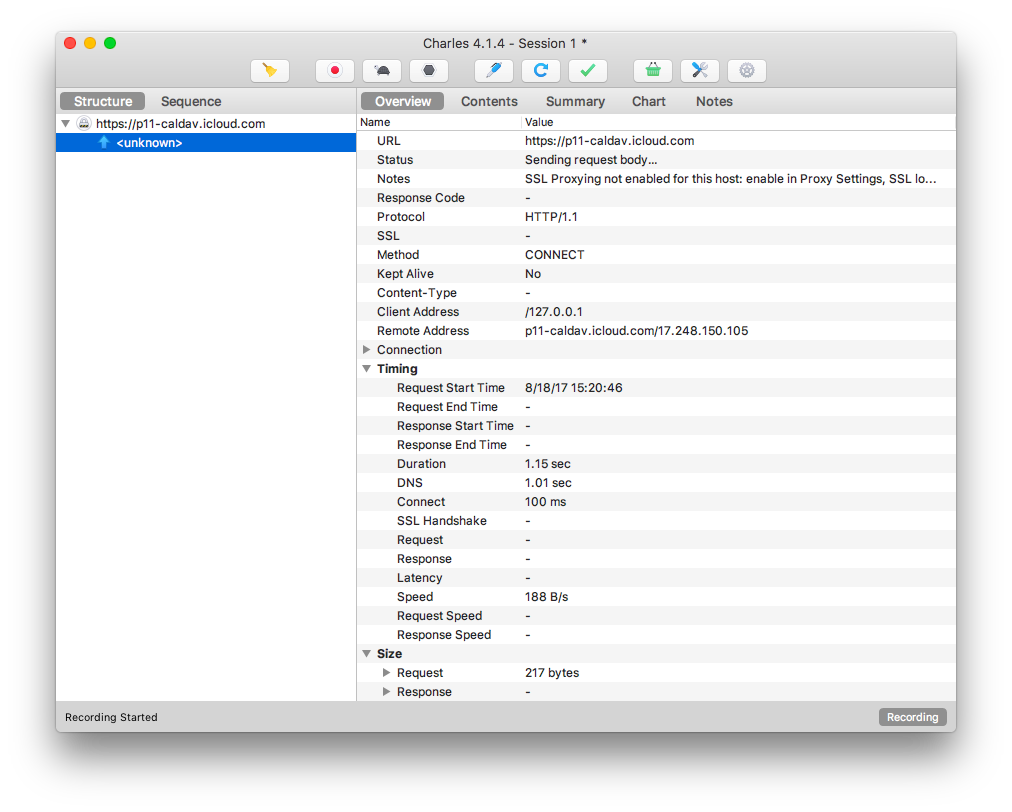 Charles 4.1.4 - Session 1 *
Structure Sequence
Overview Contents Summary Chart Notes
https://p11-caldav.icloud.com
<unknown>
Name Value
URL https://p11-caldav.icloud.com
Status Sending request body...
Notes SSL Proxying not enabled for this host: enable in Proxy Settings, SSL lo...
Response Code -
Protocol HTTP/1.1
SSL -
Method CONNECT
Kept Alive No
Content-Type -
Client Address /127.0.0.1
Remote Address p11-caldav.icloud.com/17.248.150.105
Connection
Timing
Request Start Time 8/18/17 15:20:46
Request End Time -
Response Start Time -
Response End Time -
Duration 1.15 sec
DNS 1.01 sec
Connect 100 ms
SSL Handshake -
Request -
Response -
Latency -
Speed 188 B/s
Request Speed -
Response Speed -
Size
Request 217 bytes
Response -
Recording Started
Recording